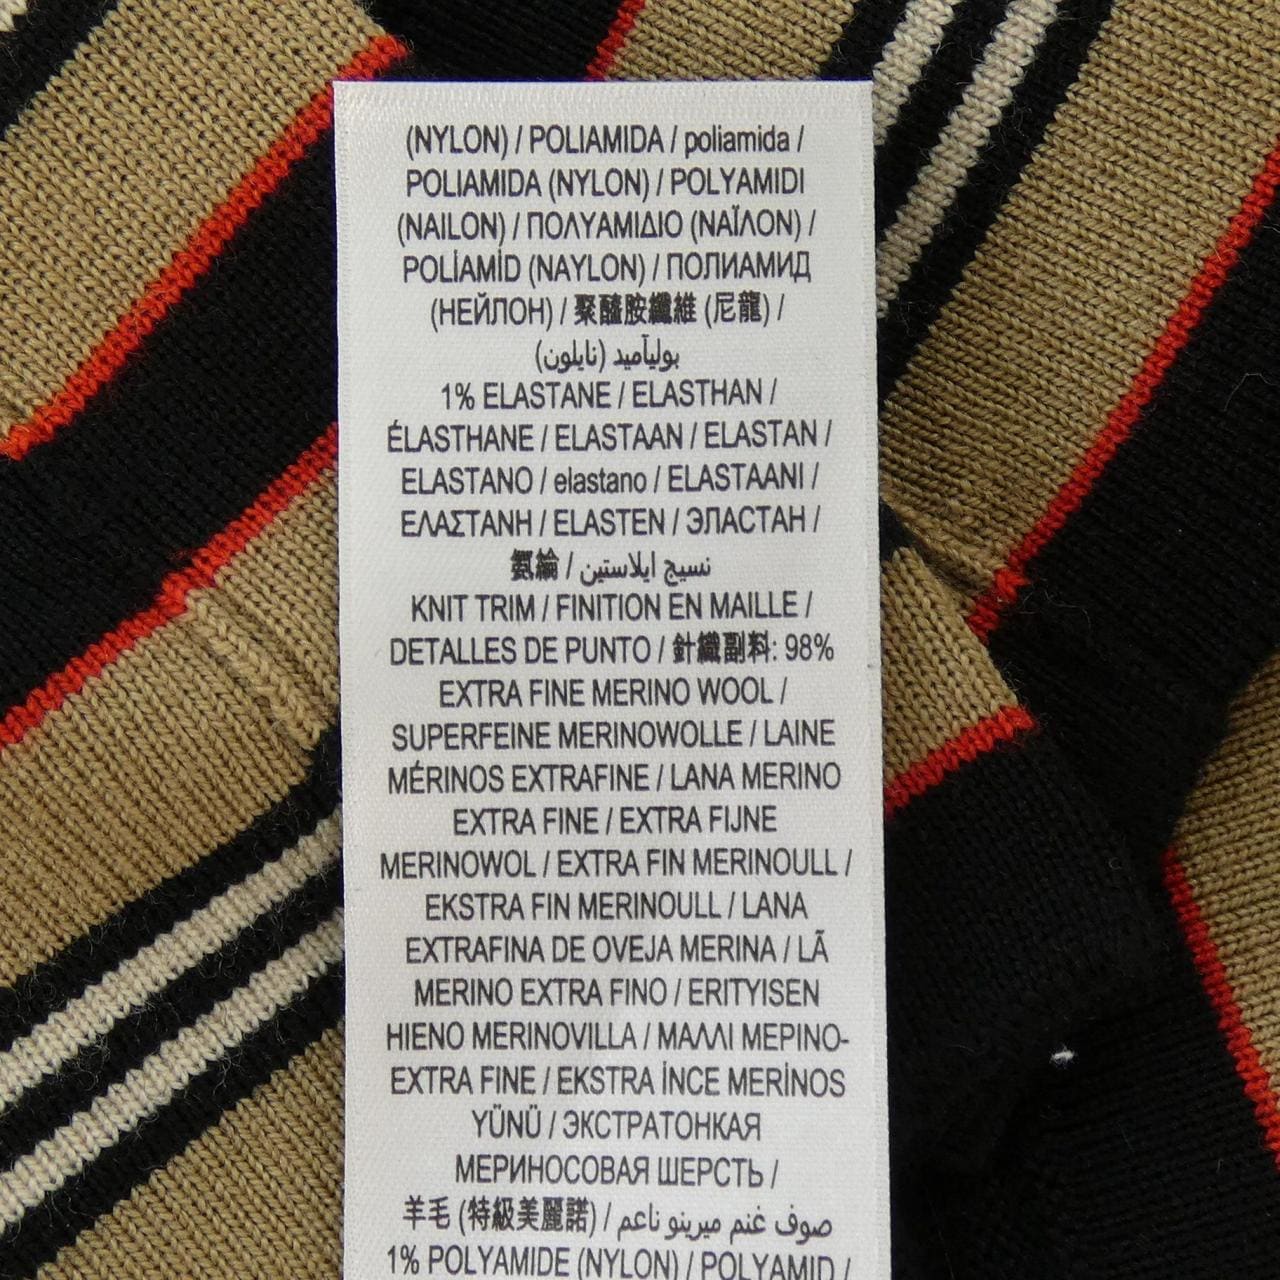 (NYLON) / POLIAMIDA / poliamida /
POLIAMIDA (NYLON) / POLYAMIDI
(NAILON) / ΠΟΛΥΑΜΙΔΙΟ (ΝΑΪΛΟΝ) /
POLİAMİD (NAYLON) / ПОЛИАМИД
(НЕЙЛОН) / 聚醯胺纖維 (尼龍) /
بوليآميد (نايلون)
1% ELASTANE / ELASTHAN /
ÉLASTHANE / ELASTAAN / ELASTAN /
ELASTANO / elastano / ELASTAANI /
ΕΛΑΣΤΑΝΗ / ELASTEN / ЭЛАСТАН /
氨綸 / نسيج ايلاستين
KNIT TRIM / FINITION EN MAILLE /
DETALLES DE PUNTO / 針織副料: 98%
EXTRA FINE MERINO WOOL /
SUPERFEINE MERINOWOLLE / LAINE
MÉRINOS EXTRAFINE / LANA MERINO
EXTRA FINE / EXTRA FIJNE
MERINOWOL / EXTRA FIN MERINOULL /
EKSTRA FIN MERINOULL / LANA
EXTRAFINA DE OVEJA MERINA / LÃ
MERINO EXTRA FINO / ERITYISEN
HIENO MERINOVILLA / ΜΑΛΛΙ ΜΕΡΙΝΟ-
EXTRA FINE / EKSTRA İNCE MERİNOS
YÜNÜ / ЭКСТРАТОНКАЯ
МЕРИНОСОВАЯ ШЕРСТЬ /
羊毛 (特級美麗諾) / صوف غنم ميرينو ناعم
1% POLYAMIDE (NYLON) / POLYAMID /